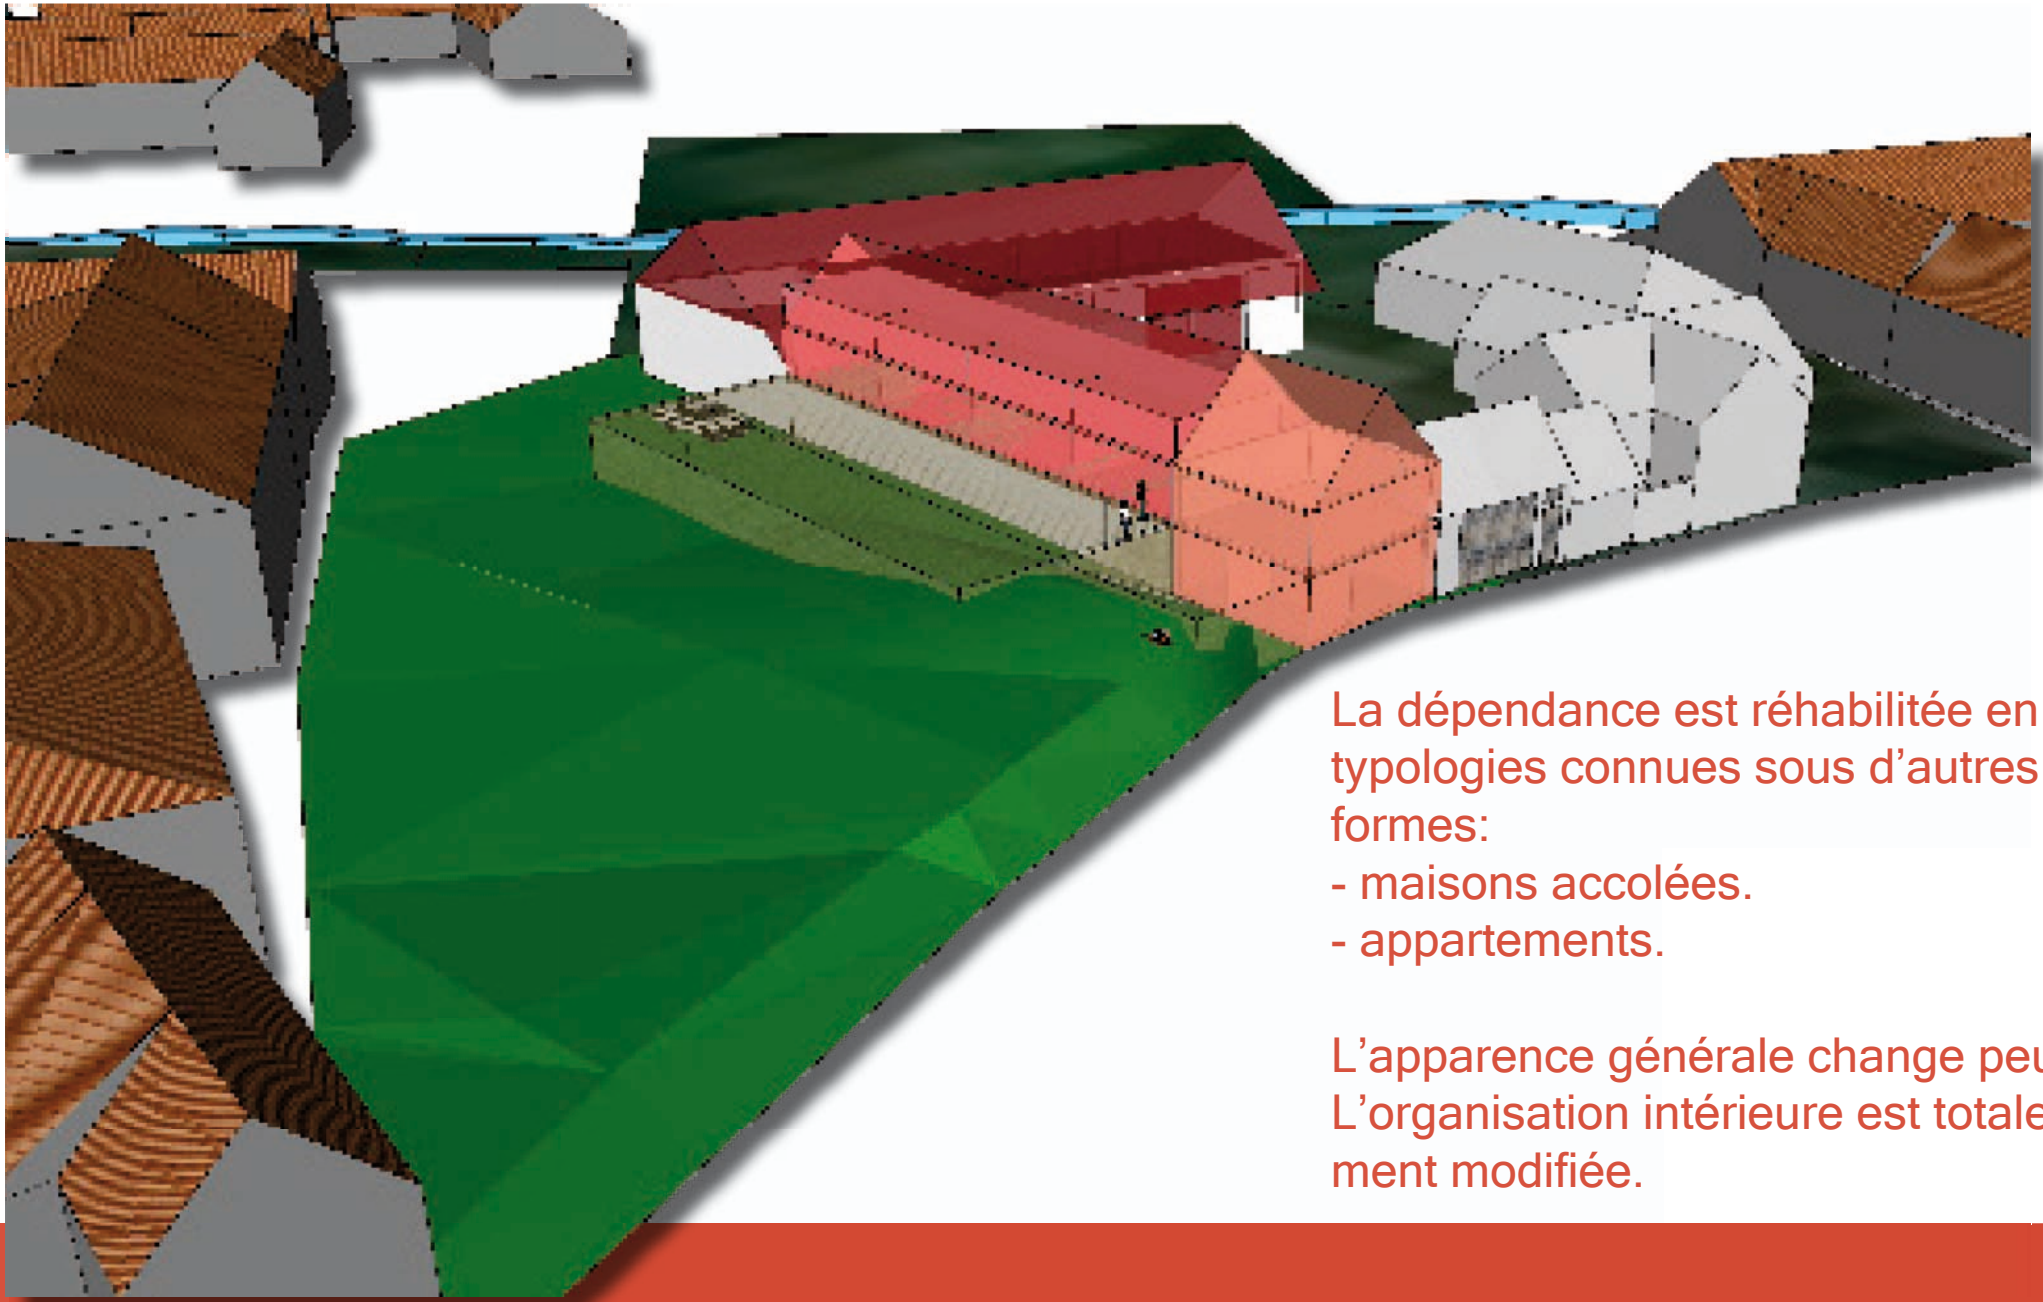 La dépendance est réhabilitée en
typologies connues sous d’autres
formes:
- maisons accolées.
- appartements.
L’apparence générale change peu
L’organisation intérieure est totale
ment modifiée.